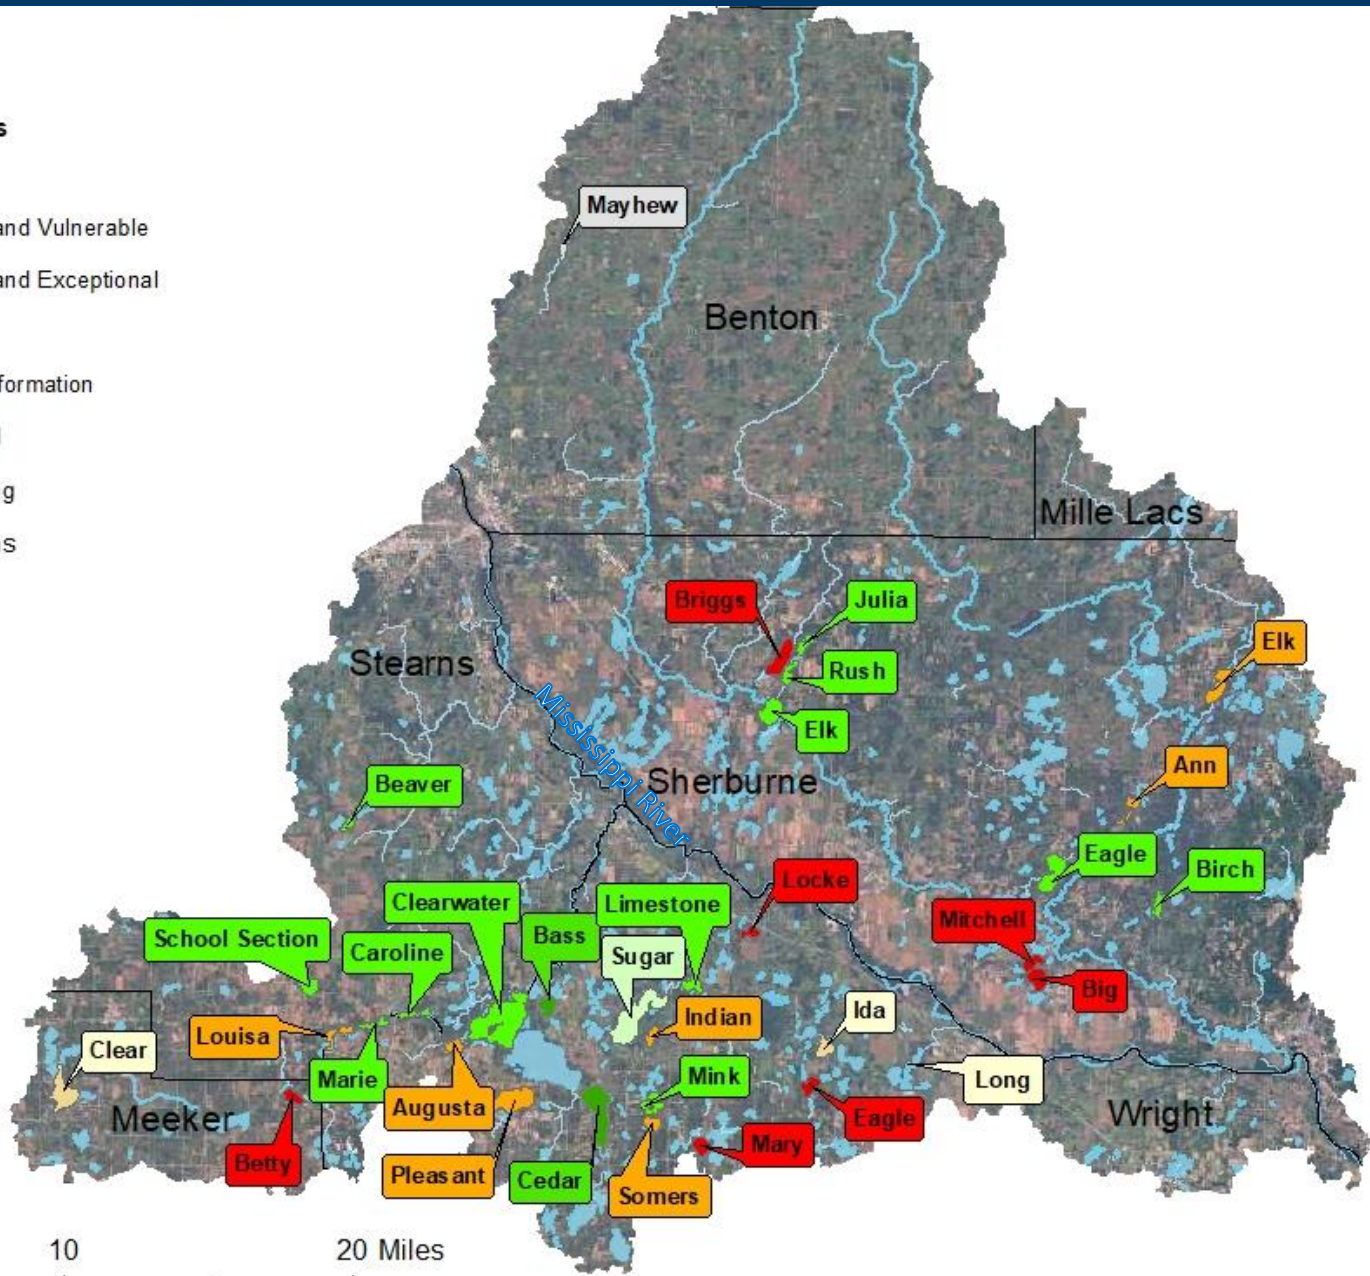 s
and Vulnerable
and Exceptional
formation
g
s
Mayhew
Benton
Mille Lacs
Briggs
Julia
Elk
Rush
Stearns
Mississippi River
Elk
Ann
Sherburne
Beaver
Eagle
Birch
Locke
Clearwater
Limestone
Mitchell
School Section
Bass
Caroline
Sugar
Big
Ida
Indian
Louisa
Clear
Marie
Mink
Long
Augusta
Meeker
Eagle
Wright
Mary
Betty
Pleasant
Cedar
Somers
10
20 Miles